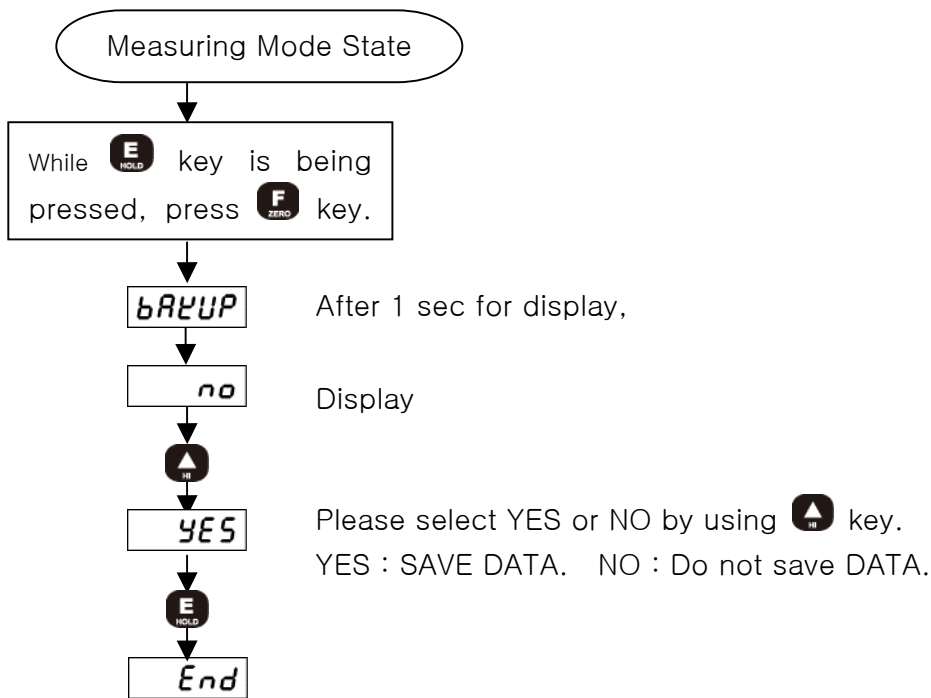 Measuring Mode State
While E HOLD key is being
pressed, press F ZERO key.
bAKUP After 1 sec for display,
no
Display
HI
YES
Please select YES or NO by using HI key.
YES : SAVE DATA. NO : Do not save DATA.
E
HOLD
End